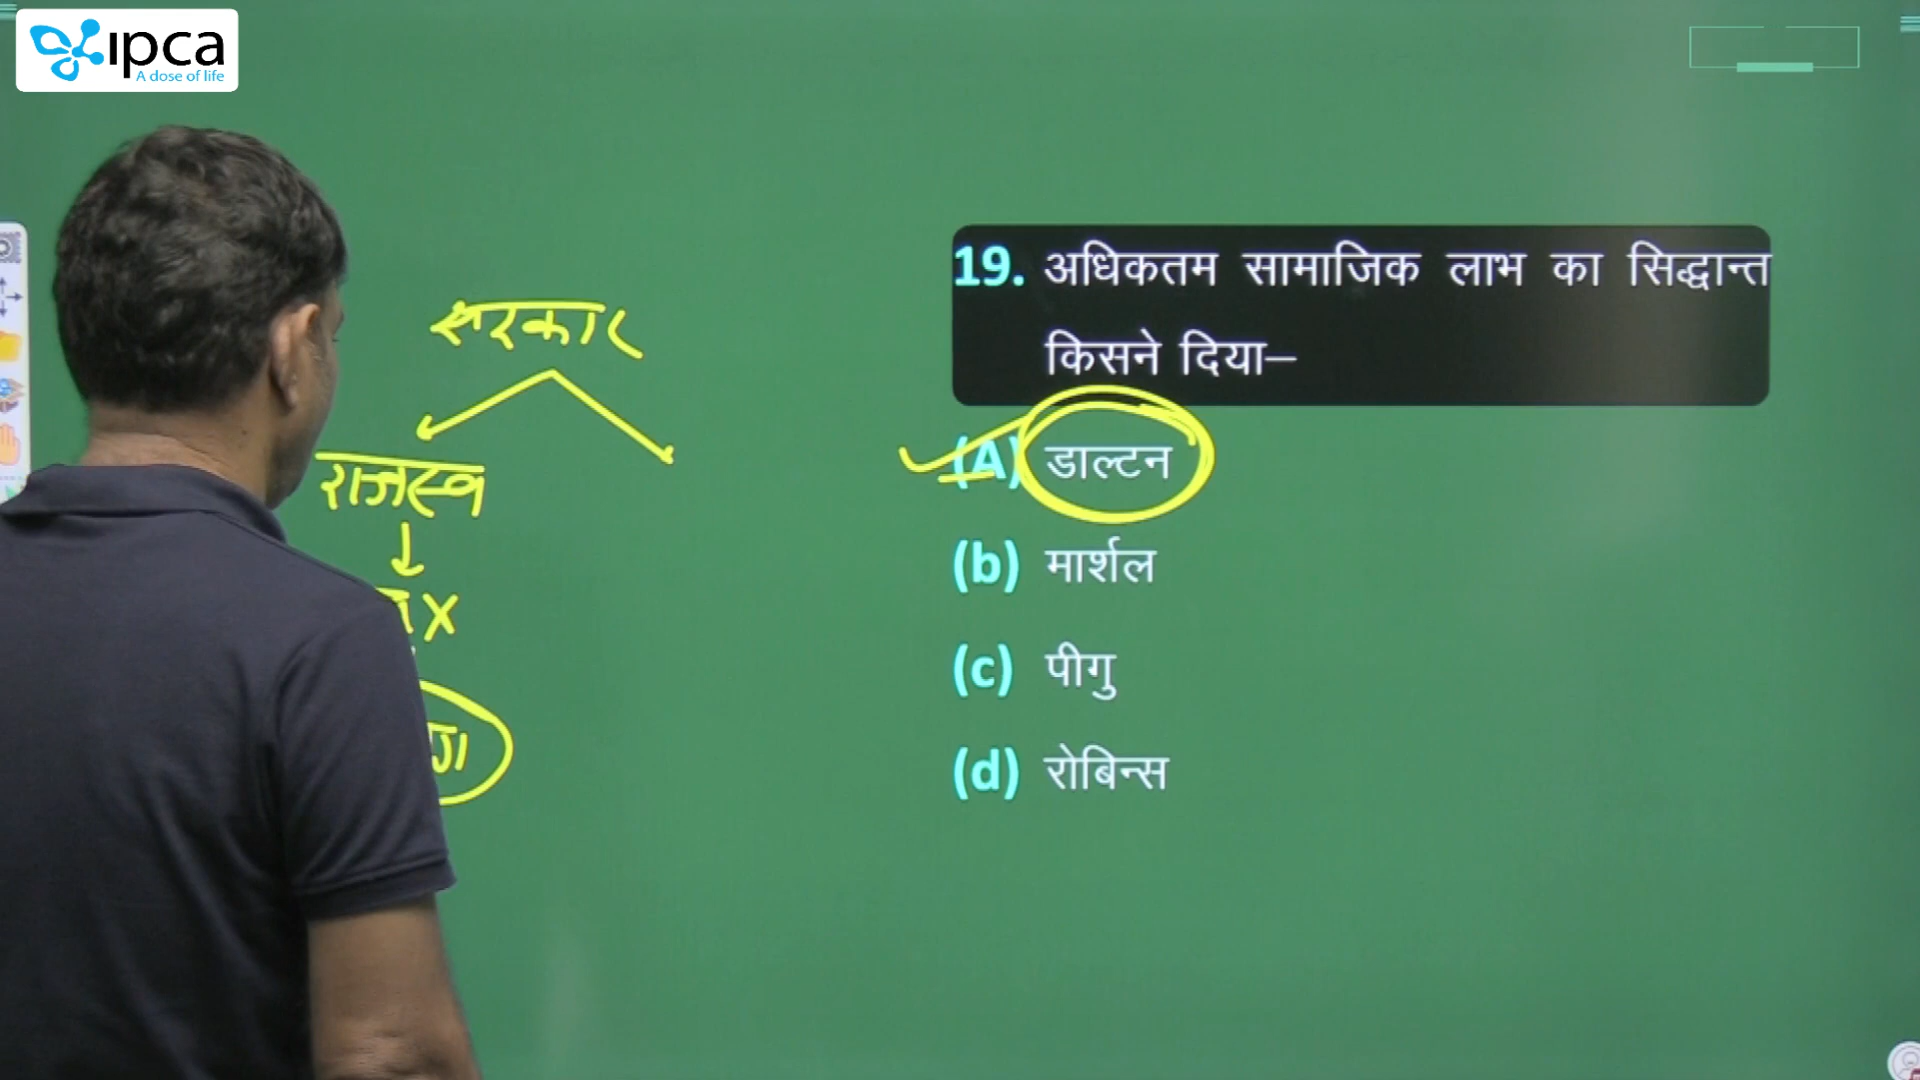 ipca
A dose of life
सरकार
राजस्व
19. अधिकतम सामाजिक लाभ का सिद्धान्त
किसने दिया–
(A) डाल्टन
(b) मार्शल
(c) पीगु
(d) रोबिन्स